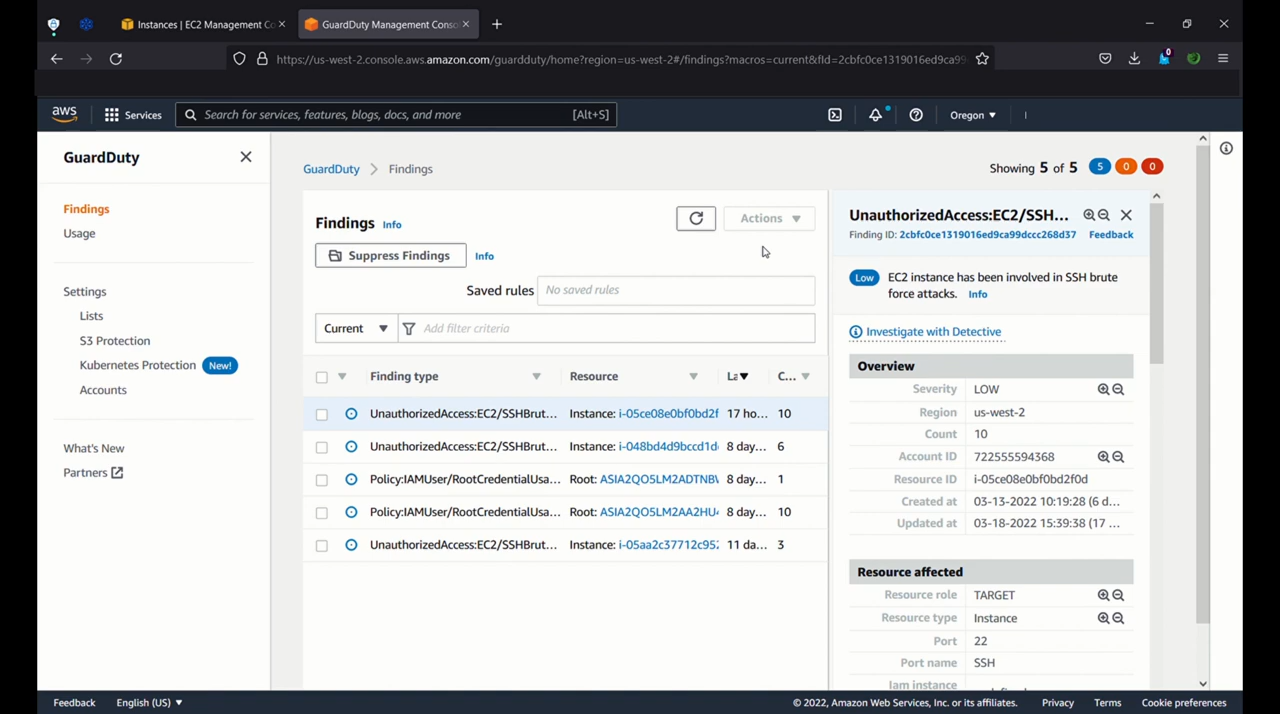 Instances | EC2 Management Co
GuardDuty Management Conso
https://us-west-2.console.aws.amazon.com/guardduty/home?region=us-west-2#/findings?macros=current&fId=2cbfc0ce1319016ed9ca99
0
aws
Services
Search for services, features, blogs, docs, and more
[Alt+S]
Oregon
GuardDuty
Findings
Usage
Settings
Lists
S3 Protection
Kubernetes Protection New!
Accounts
What's New
Partners
GuardDuty > Findings
Showing 5 of 5 5 0 0
Findings Info
Actions
Suppress Findings Info
Saved rules No saved rules
Current Add filter criteria
Finding type Resource La C...
UnauthorizedAccess:EC2/SSHBrut... Instance: i-05ce08e0bf0bd2f 17 ho... 10
UnauthorizedAccess:EC2/SSHBrut... Instance: i-048bd4d9bccd1d 8 day... 6
Policy:IAMUser/RootCredentialUsa... Root: ASIA2QO5LM2ADTNBV 8 day... 1
Policy:IAMUser/RootCredentialUsa... Root: ASIA2QO5LM2AA2HU 8 day... 10
UnauthorizedAccess:EC2/SSHBrut... Instance: i-05aa2c37712c952 11 da... 3
UnauthorizedAccess:EC2/SSH...
Finding ID: 2cbfc0ce1319016ed9ca99dccc268d37 Feedback
Low EC2 instance has been involved in SSH brute
force attacks. Info
Investigate with Detective
Overview
Severity LOW
Region us-west-2
Count 10
Account ID 722555594368
Resource ID i-05ce08e0bf0bd2f0d
Created at 03-13-2022 10:19:28 (6 d...
Updated at 03-18-2022 15:39:38 (17 ...
Resource affected
Resource role TARGET
Resource type Instance
Port 22
Port name SSH
Iam instance
Feedback English (US)
© 2022, Amazon Web Services, Inc. or its affiliates. Privacy Terms Cookie preferences